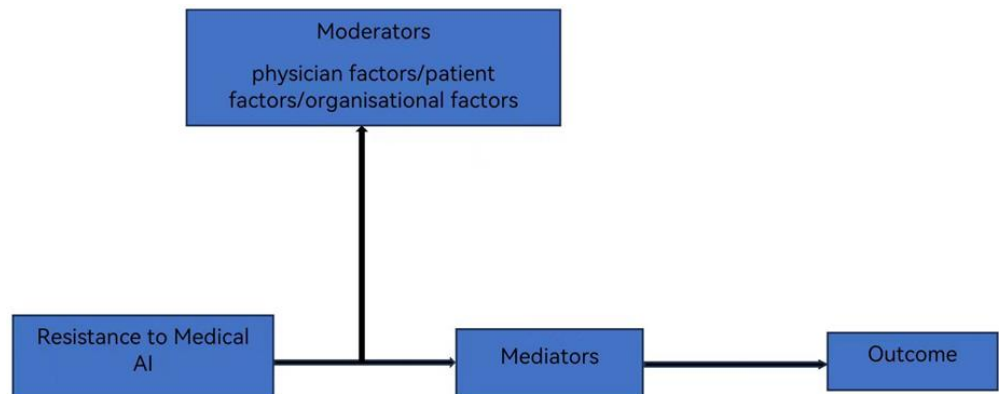 Moderators
physician factors/patient
factors/organisational factors
Resistance to Medical
AI
Mediators
Outcome